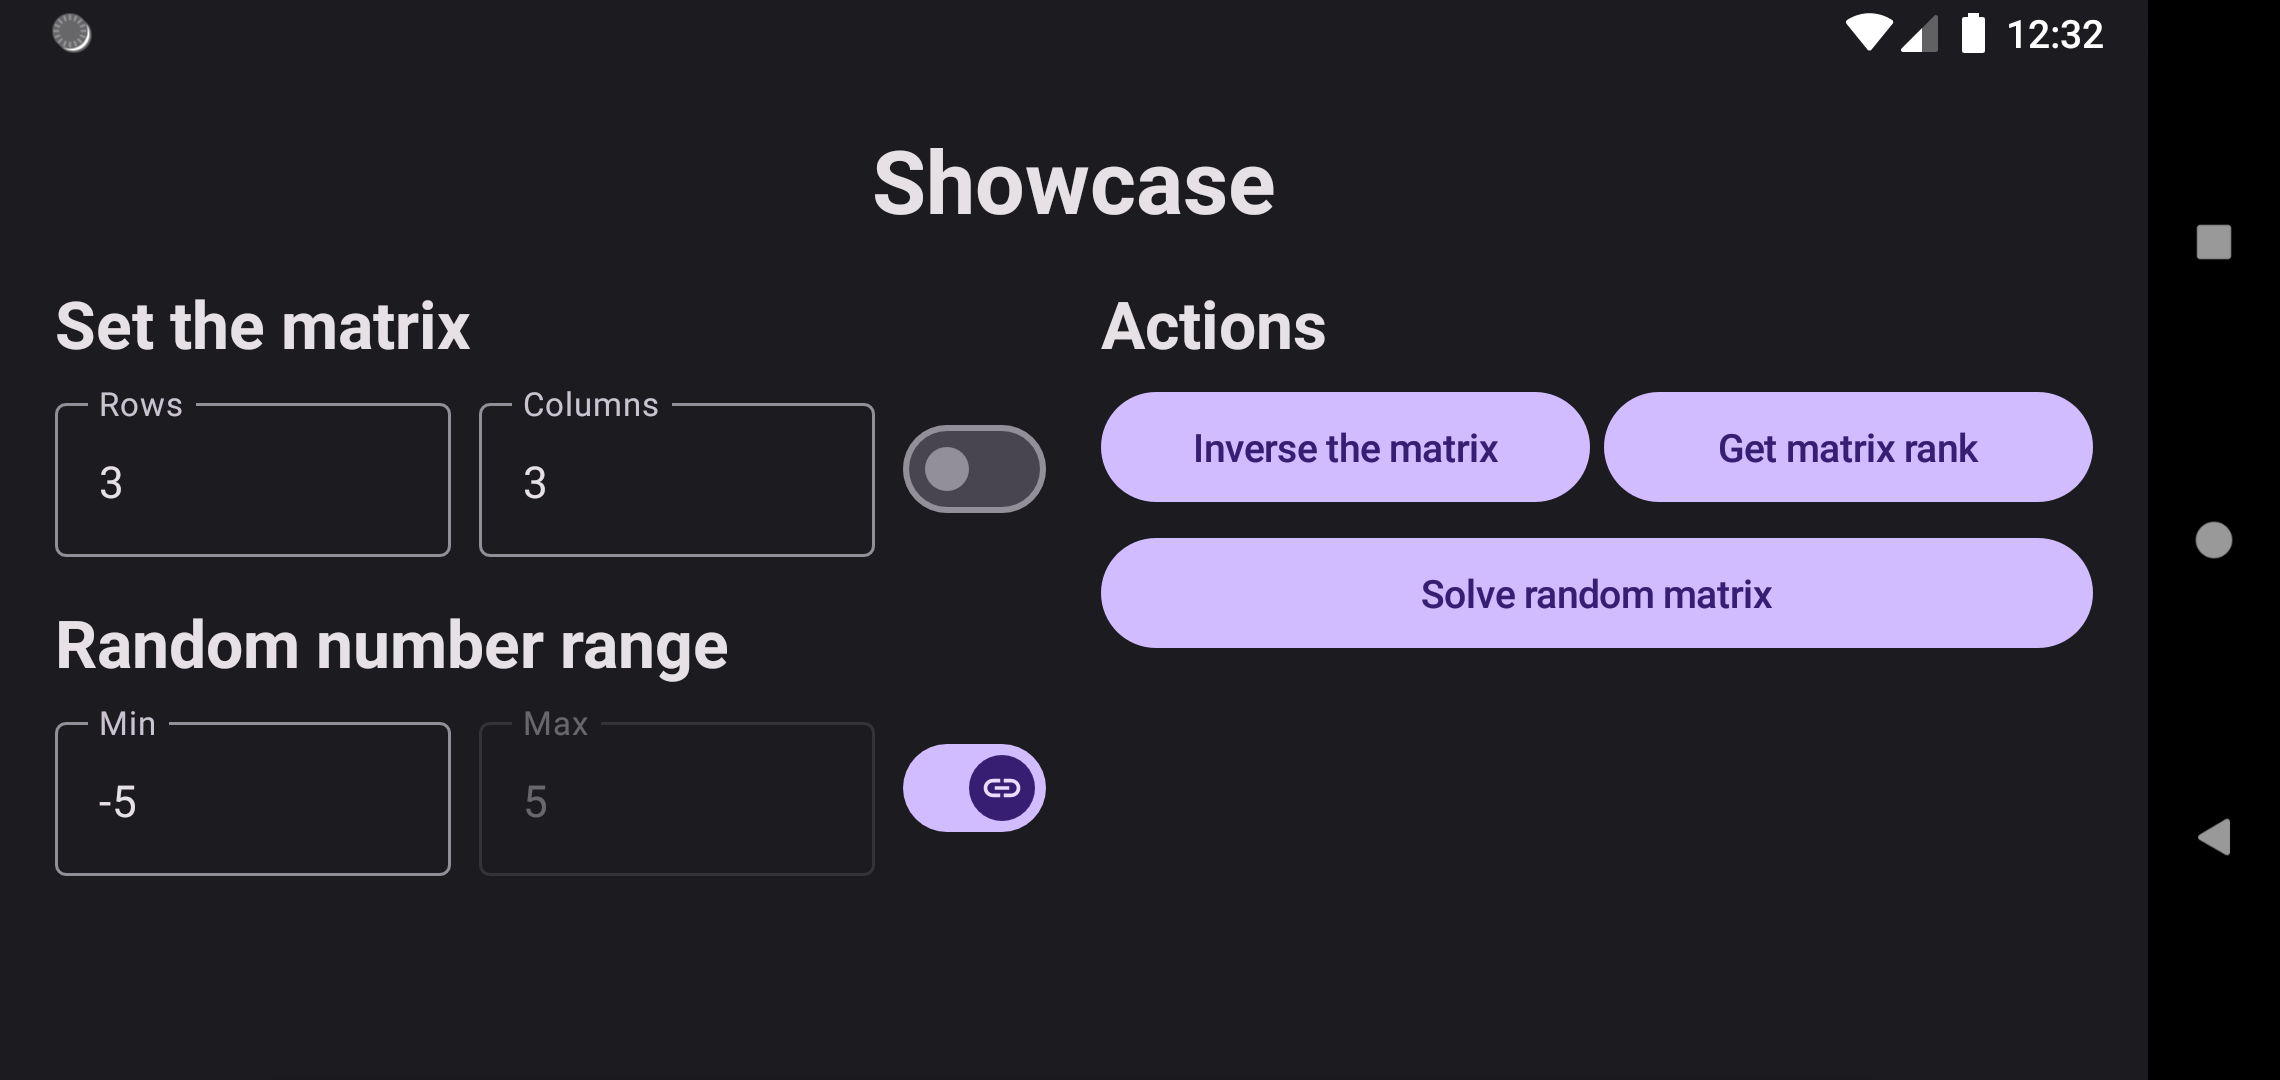 12:32
Showcase
Set the matrix
Rows
3
Columns
3
Random number range
Min
-5
Max
5
Actions
Inverse the matrix
Get matrix rank
Solve random matrix